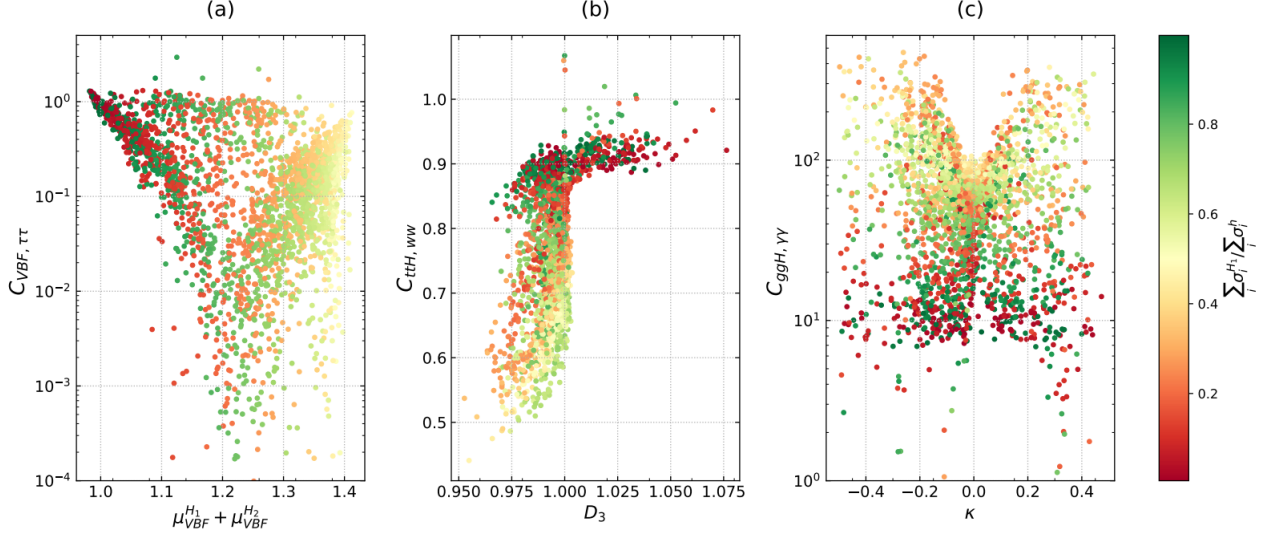 (a)
(b)
(c)
C_{VBF, ττ}
10^0
10^{-1}
10^{-2}
10^{-3}
10^{-4}
1.0 1.1 1.2 1.3 1.4
μ_{VBF}^{H_1} + μ_{VBF}^{H_2}
C_{ttH, ww}
1.0
0.9
0.8
0.7
0.6
0.5
0.950 0.975 1.000 1.025 1.050 1.075
D_3
C_{ggH, γγ}
10^2
10^1
10^0
−0.4 −0.2 0.0 0.2 0.4
κ
0.8
0.6
0.4
0.2
∑_i σ_i^{H_1}/∑_i σ_i^h